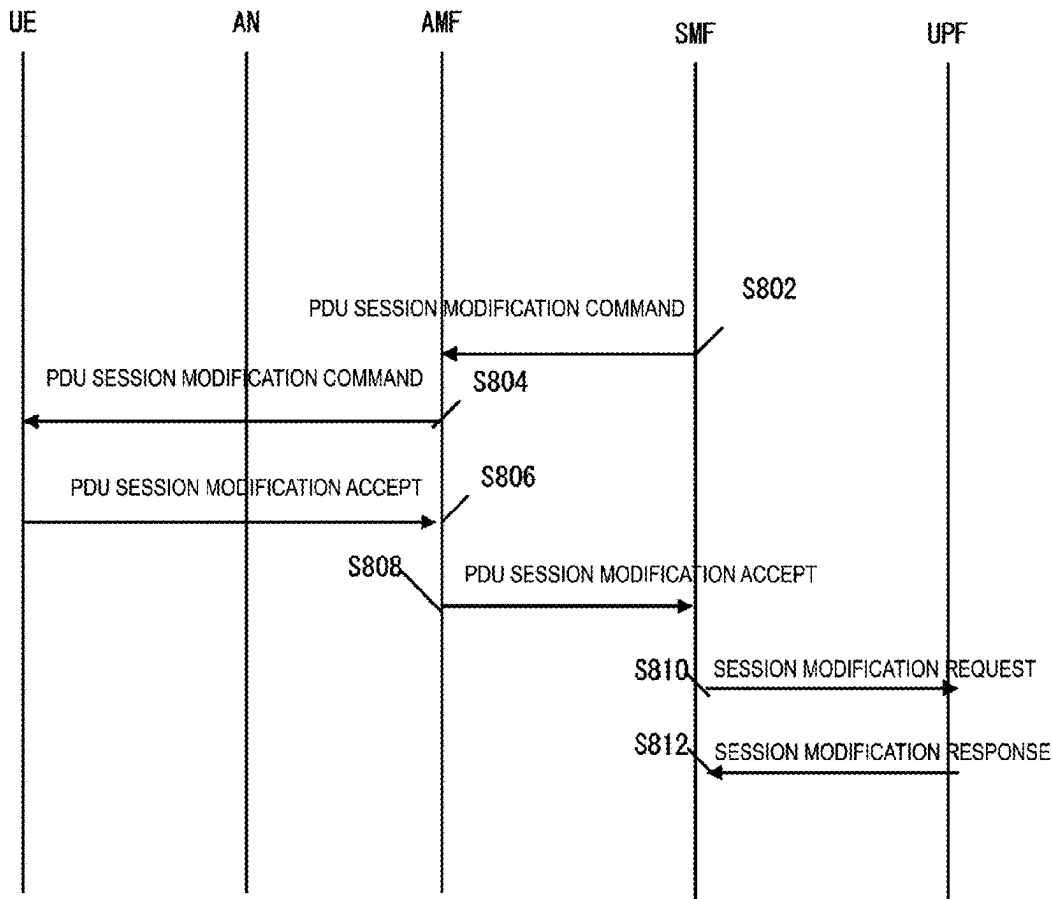 UE
AN
AMF
SMF
UPF
S802
PDU SESSION MODIFICATION COMMAND
PDU SESSION MODIFICATION COMMAND
S804
PDU SESSION MODIFICATION ACCEPT
S806
S808
PDU SESSION MODIFICATION ACCEPT
S810
SESSION MODIFICATION REQUEST
S812
SESSION MODIFICATION RESPONSE